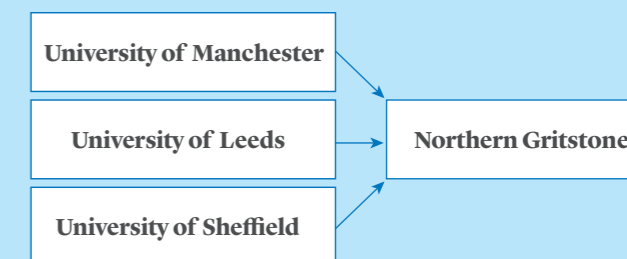 University of Manchester
University of Leeds
Northern Gritstone
University of Sheffield